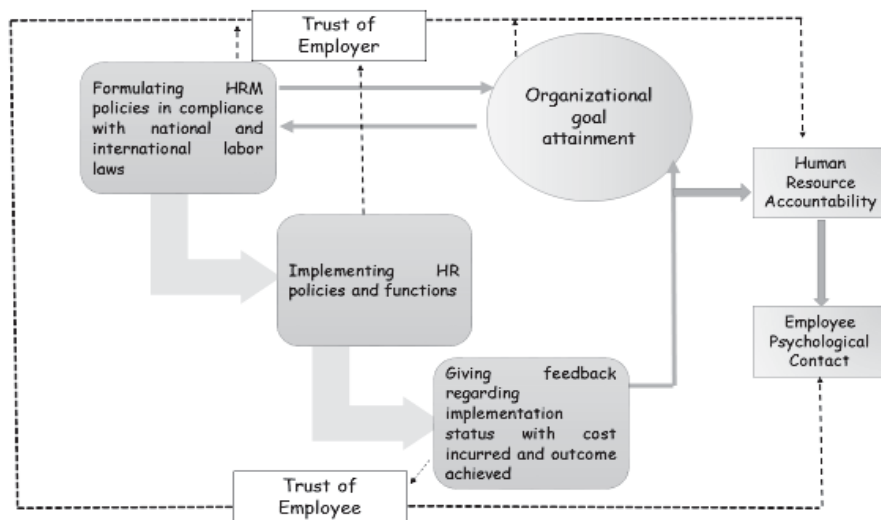 Trust of
Employer
Formulating HRM
policies in compliance
with national and
international labor
laws
Organizational
goal
attainment
Human
Resource
Accountability
Implementing HR
policies and functions
Employee
Psychological
Contact
Giving feedback
regarding
implementation
status with cost
incurred and outcome
achieved
Trust of
Employee